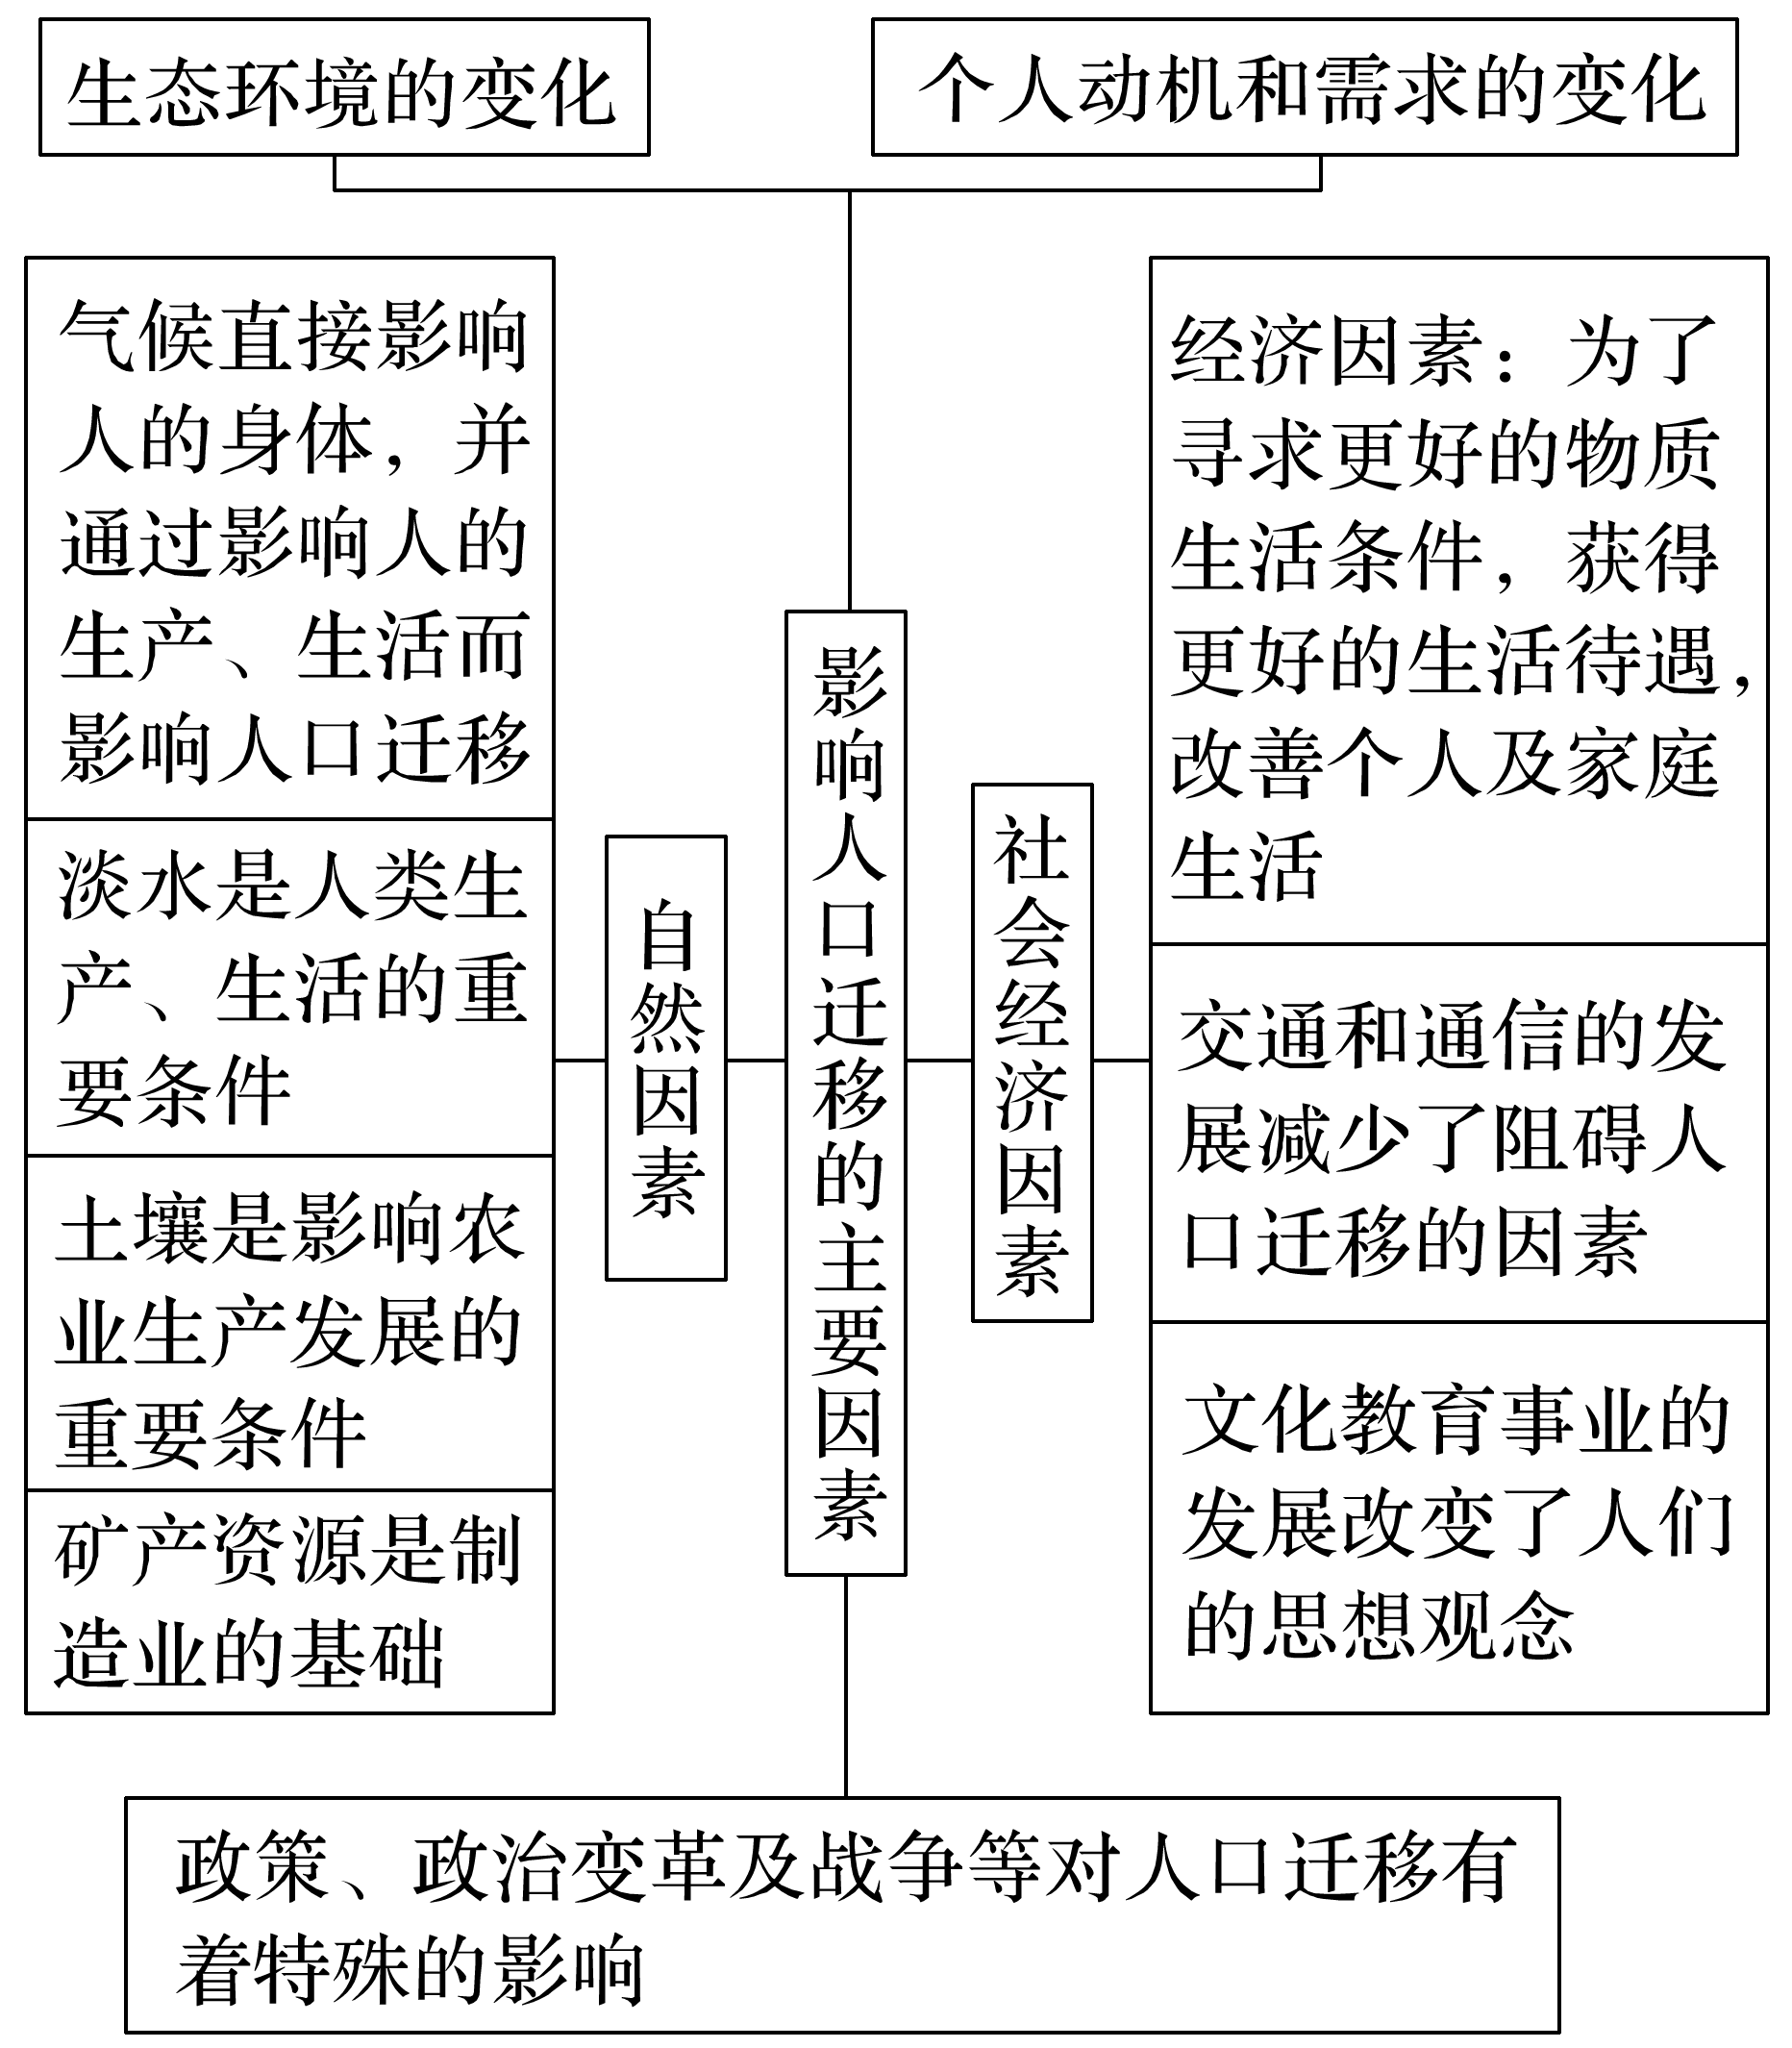 生态环境的变化
个人动机和需求的变化
气候直接影响
人的身体，并
通过影响人的
生产、生活而
影响人口迁移
淡水是人类生
产、生活的重
要条件
土壤是影响农
业生产发展的
重要条件
矿产资源是制
造业的基础
自然因素
影响人口迁移的主要因素
社会经济因素
经济因素：为了
寻求更好的物质
生活条件，获得
更好的生活待遇，
改善个人及家庭
生活
交通和通信的发
展减少了阻碍人
口迁移的因素
文化教育事业的
发展改变了人们
的思想观念
政策、政治变革及战争等对人口迁移有
着特殊的影响